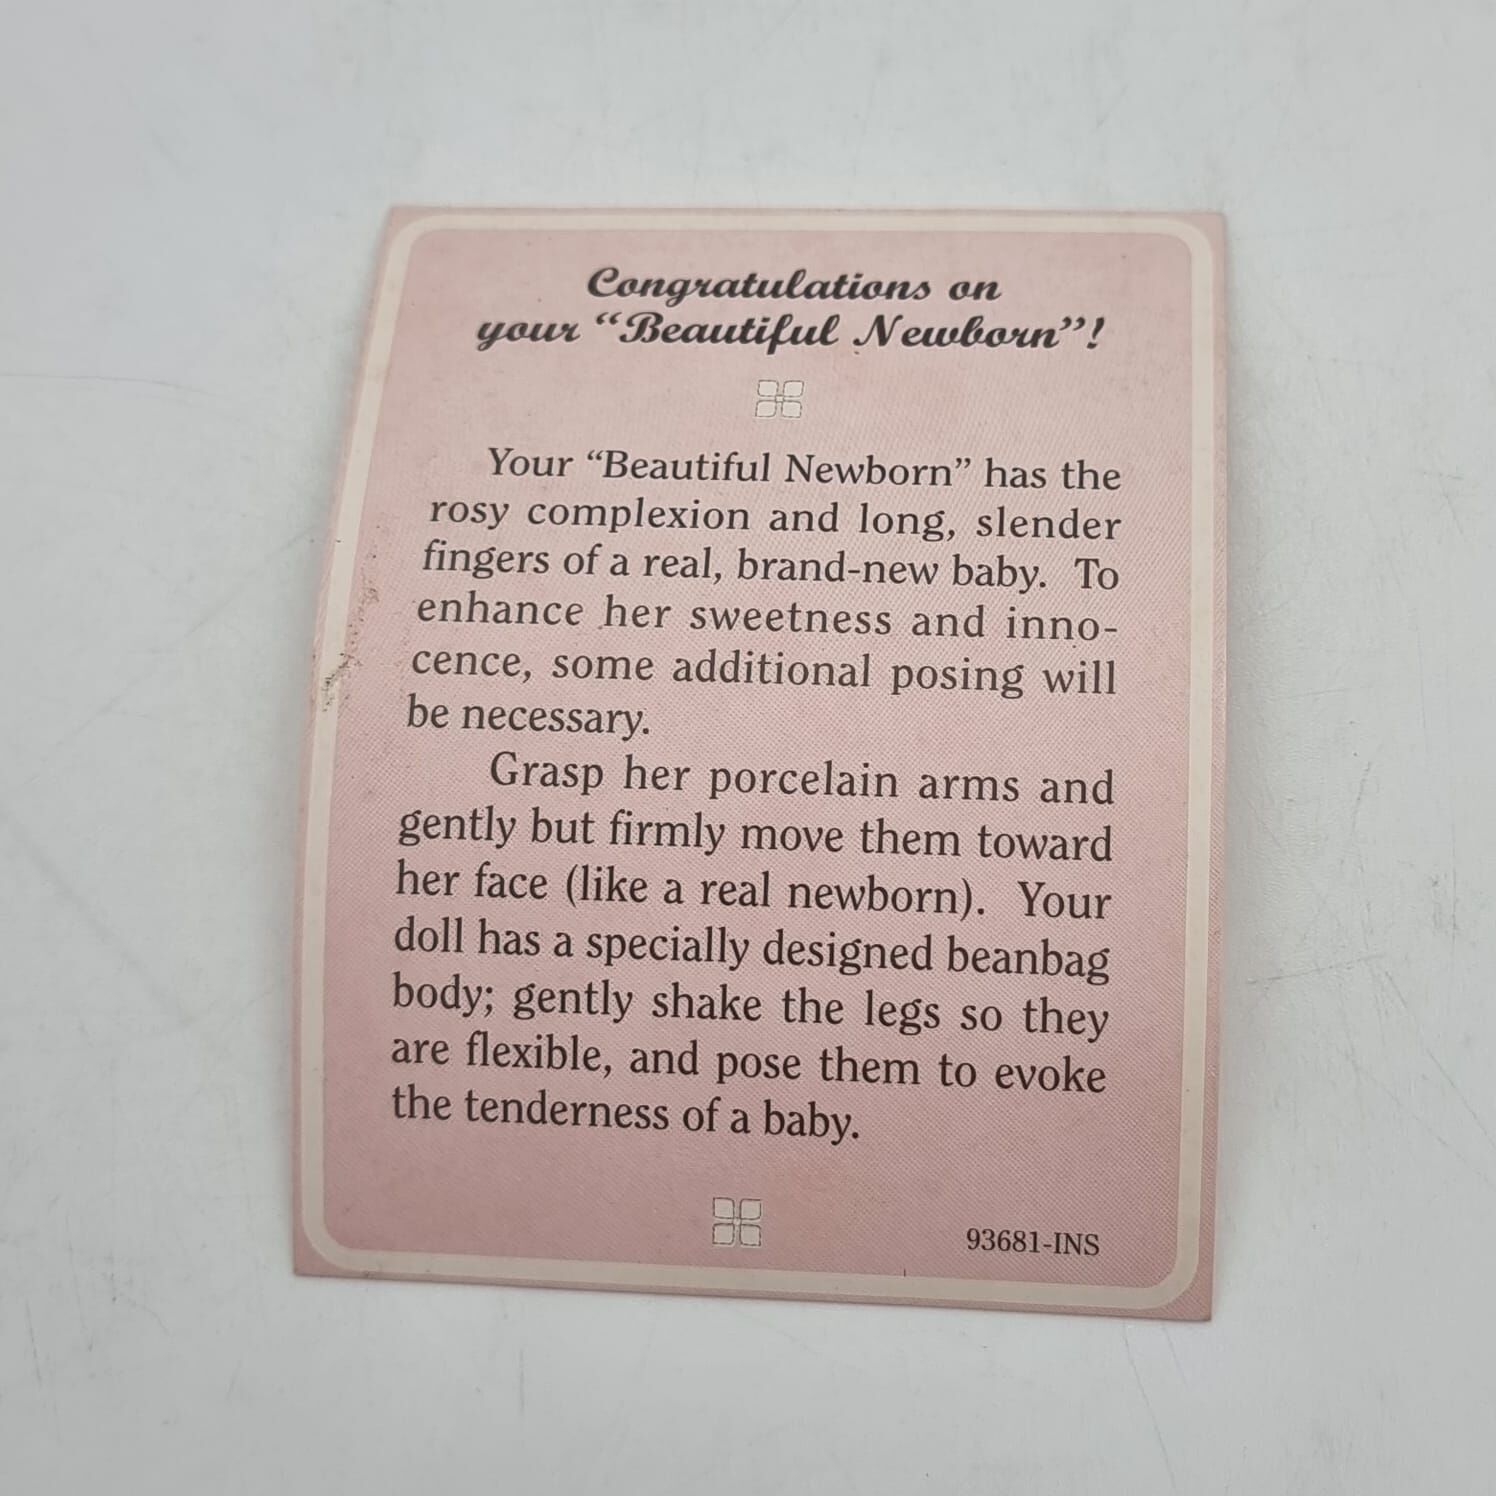 Congratulations on
your “Beautiful Newborn”!
Your “Beautiful Newborn” has the
rosy complexion and long, slender
fingers of a real, brand-new baby. To
enhance her sweetness and inno-
cence, some additional posing will
be necessary.
Grasp her porcelain arms and
gently but firmly move them toward
her face (like a real newborn). Your
doll has a specially designed beanbag
body; gently shake the legs so they
are flexible, and pose them to evoke
the tenderness of a baby.
93681-INS